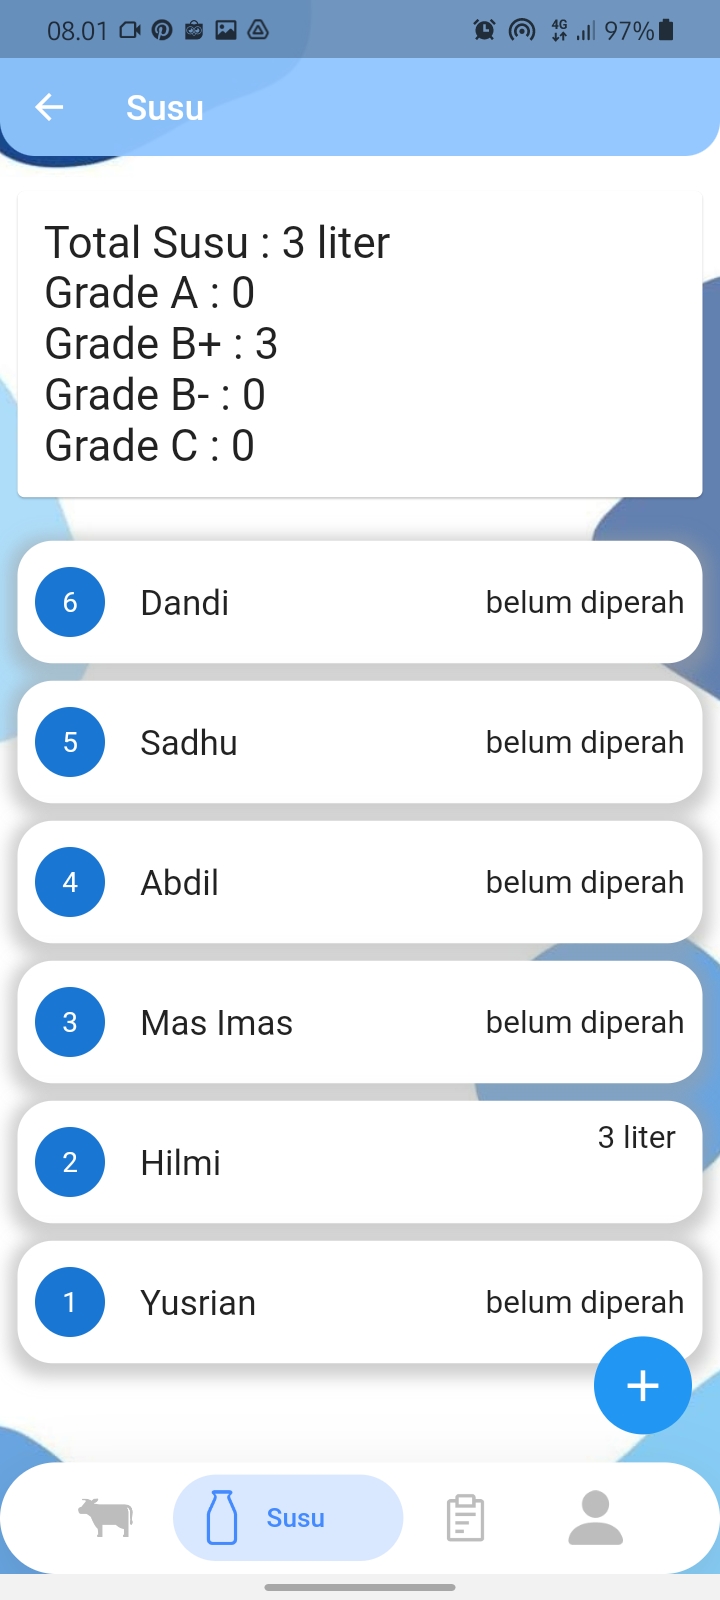 08.01 4G 97%
Susu
Total Susu : 3 liter
Grade A : 0
Grade B+ : 3
Grade B- : 0
Grade C : 0
6 Dandi belum diperah
5 Sadhu belum diperah
4 Abdil belum diperah
3 Mas Imas belum diperah
2 Hilmi 3 liter
1 Yusrian belum diperah
+
Susu